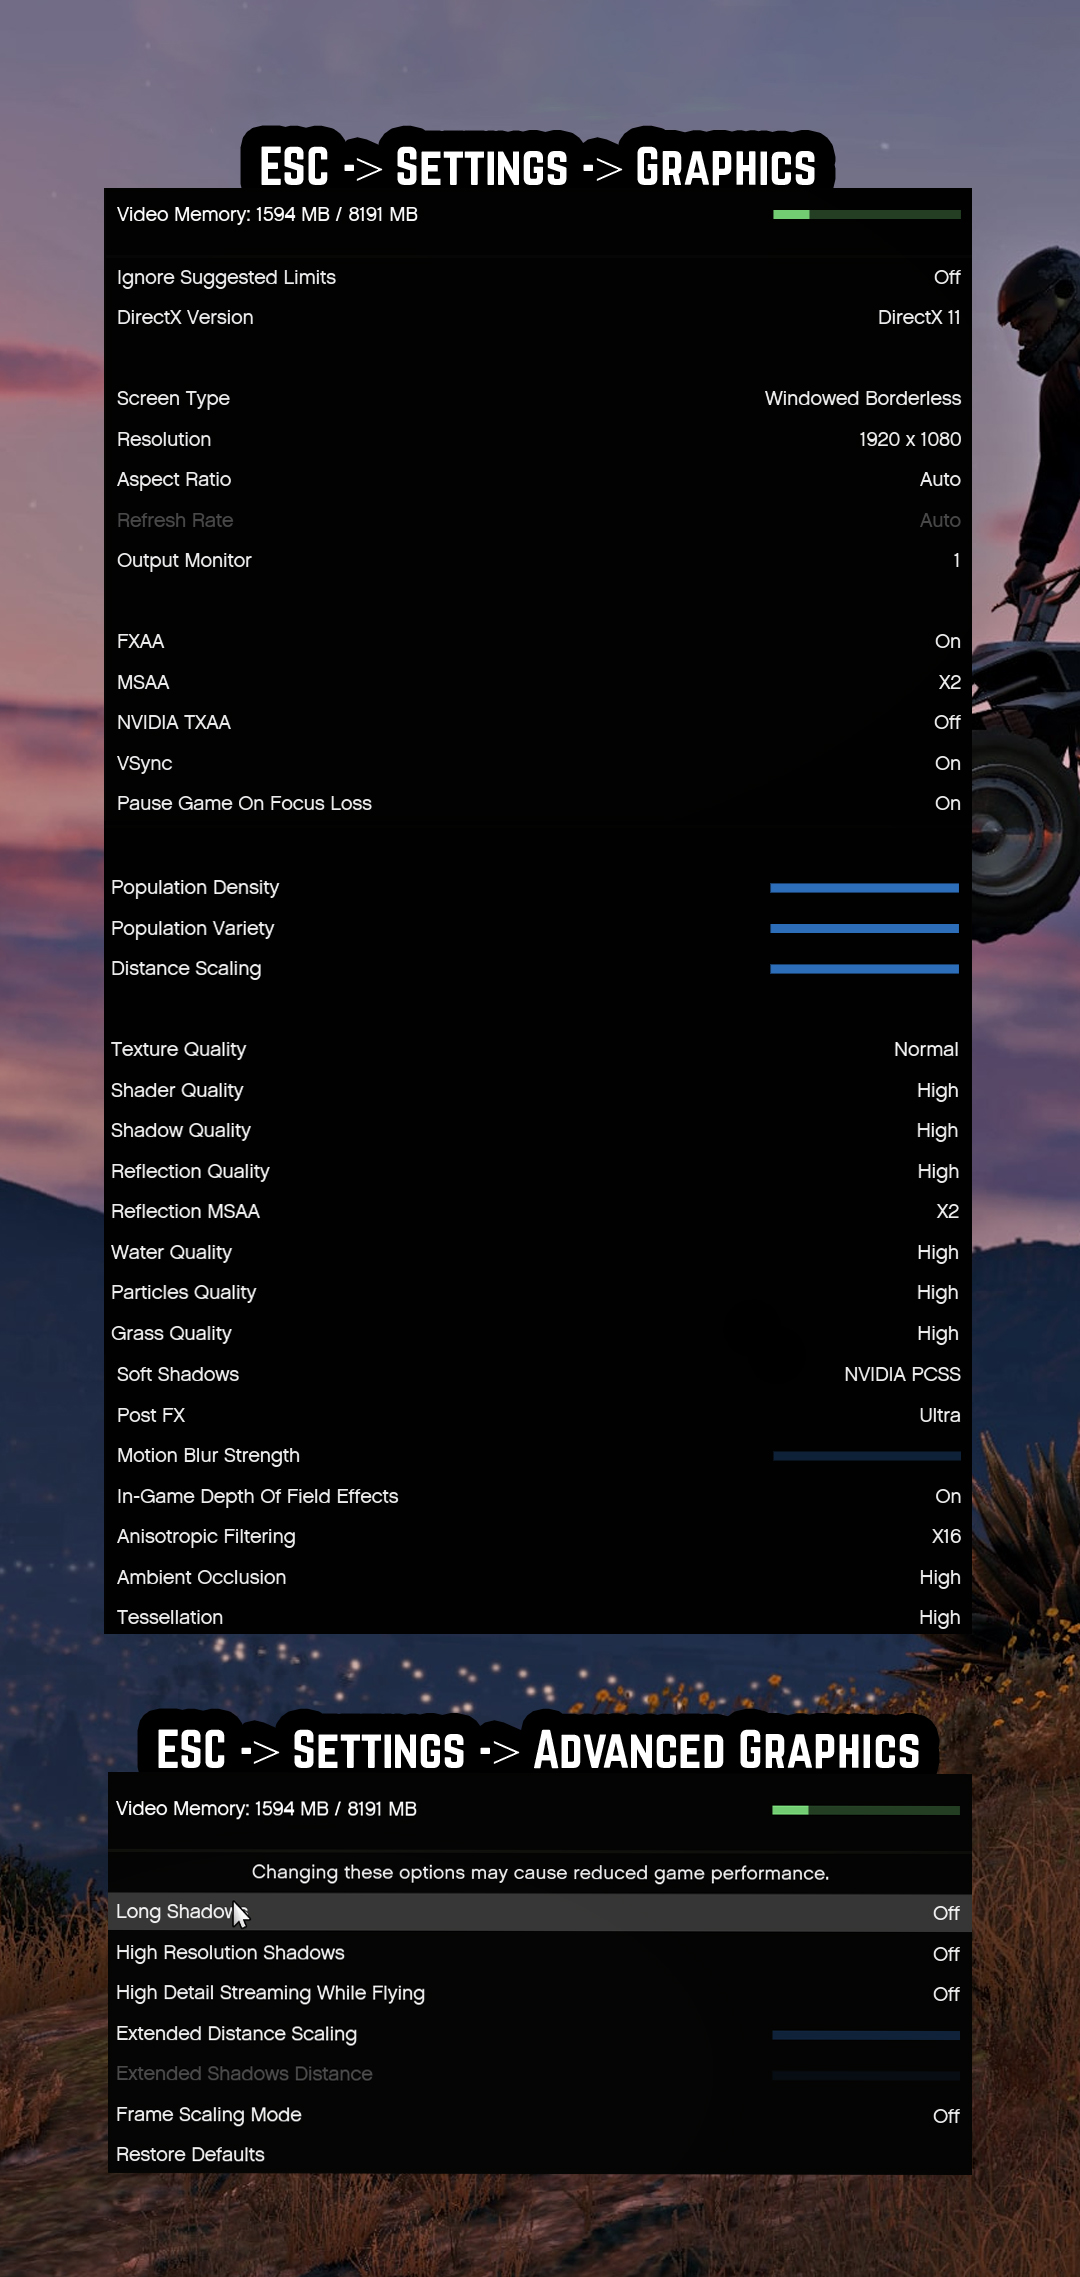 ESC -> SETTINGS -> GRAPHICS
Video Memory: 1594 MB / 8191 MB
Ignore Suggested Limits Off
DirectX Version DirectX 11
Screen Type Windowed Borderless
Resolution 1920 x 1080
Aspect Ratio Auto
Refresh Rate Auto
Output Monitor 1
FXAA On
MSAA X2
NVIDIA TXAA Off
VSync On
Pause Game On Focus Loss On
Population Density
Population Variety
Distance Scaling
Texture Quality Normal
Shader Quality High
Shadow Quality High
Reflection Quality High
Reflection MSAA X2
Water Quality High
Particles Quality High
Grass Quality High
Soft Shadows NVIDIA PCSS
Post FX Ultra
Motion Blur Strength
In-Game Depth Of Field Effects On
Anisotropic Filtering X16
Ambient Occlusion High
Tessellation High
ESC -> SETTINGS -> ADVANCED GRAPHICS
Video Memory: 1594 MB / 8191 MB
Changing these options may cause reduced game performance.
Long Shadows Off
High Resolution Shadows Off
High Detail Streaming While Flying Off
Extended Distance Scaling
Extended Shadows Distance
Frame Scaling Mode Off
Restore Defaults